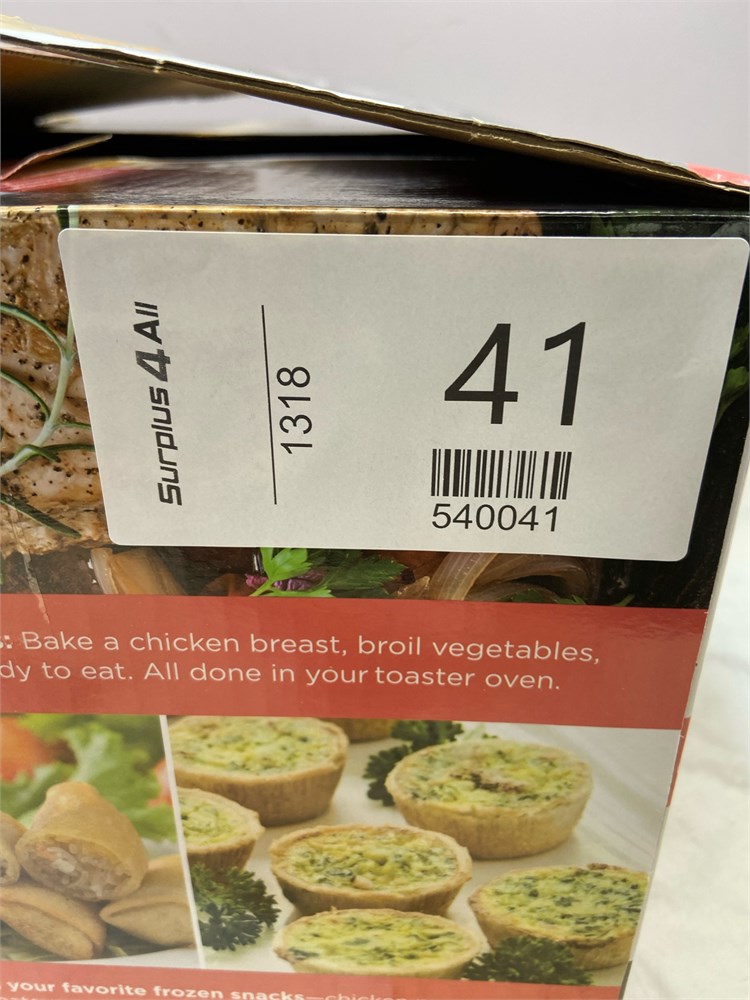 Surplus 4 All
1318
41
540041
: Bake a chicken breast, broil vegetables,
dy to eat. All done in your toaster oven.
your favorite frozen snacks—chicken